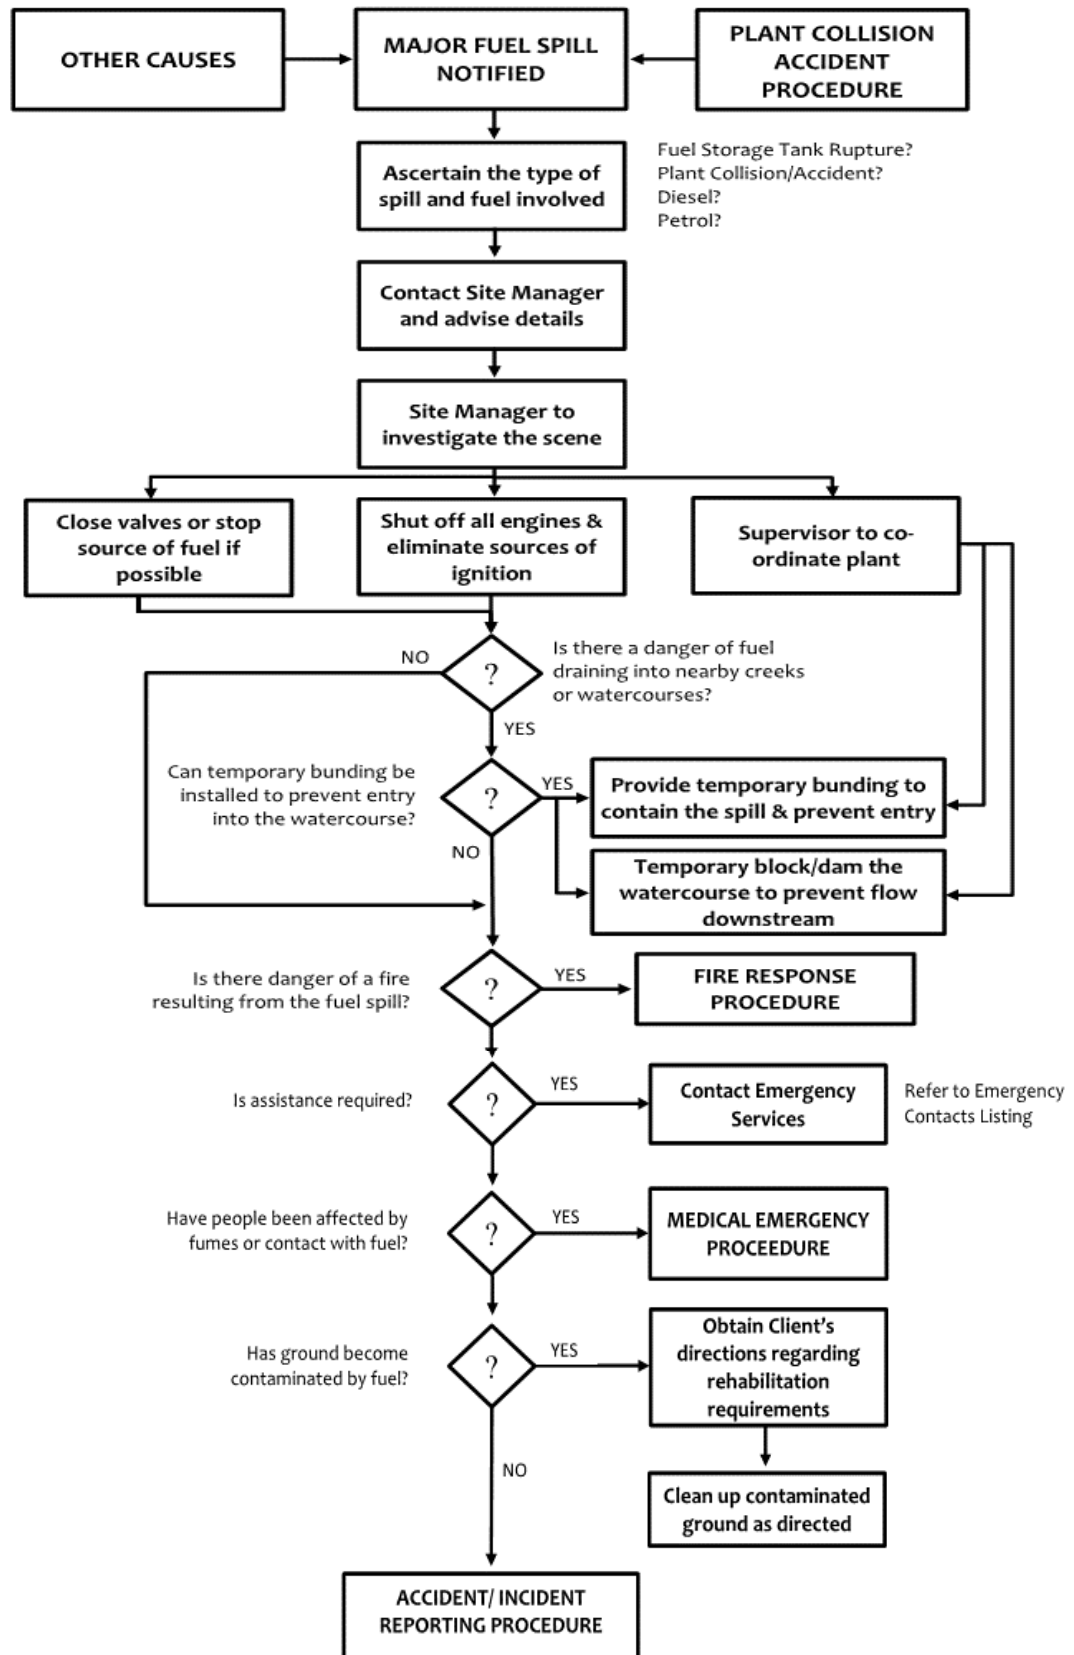 OTHER CAUSES
MAJOR FUEL SPILL
NOTIFIED
PLANT COLLISION
ACCIDENT
PROCEDURE
Ascertain the type of
spill and fuel involved
Fuel Storage Tank Rupture?
Plant Collision/Accident?
Diesel?
Petrol?
Contact Site Manager
and advise details
Site Manager to
investigate the scene
Close valves or stop
source of fuel if
possible
Shut off all engines &
eliminate sources of
ignition
Supervisor to co-
ordinate plant
NO
?
Is there a danger of fuel
draining into nearby creeks
or watercourses?
YES
Can temporary bunding be
installed to prevent entry
into the watercourse?
?
YES
NO
Provide temporary bunding to
contain the spill & prevent entry
Temporary block/dam the
watercourse to prevent flow
downstream
Is there danger of a fire
resulting from the fuel spill?
?
YES
FIRE RESPONSE
PROCEDURE
Is assistance required?
?
YES
Contact Emergency
Services
Refer to Emergency
Contacts Listing
Have people been affected by
fumes or contact with fuel?
?
YES
MEDICAL EMERGENCY
PROCEEDURE
Has ground become
contaminated by fuel?
?
YES
Obtain Client's
directions regarding
rehabilitation
requirements
NO
Clean up contaminated
ground as directed
ACCIDENT/ INCIDENT
REPORTING PROCEDURE